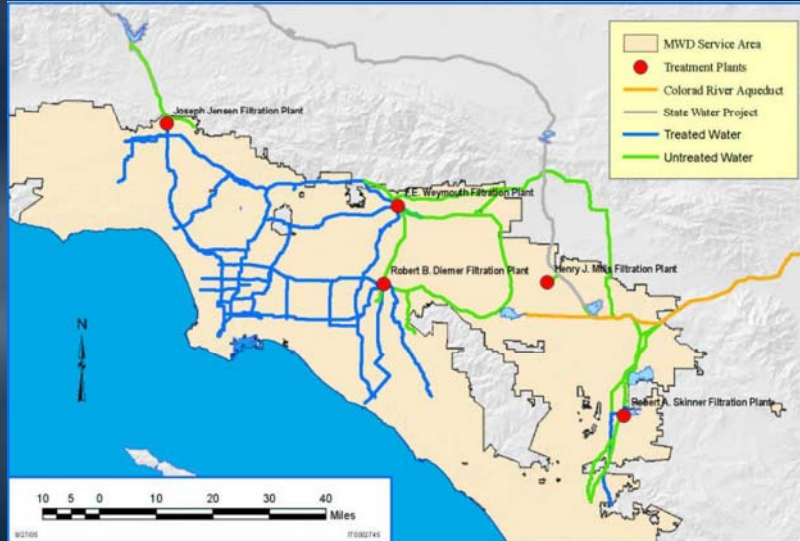 MWD Service Area
Treatment Plants
Colorad River Aqueduct
State Water Project
Treated Water
Untreated Water
Joseph Jensen Filtration Plant
F.E. Weymouth Filtration Plant
Robert B. Diemer Filtration Plant
Henry J. Mills Filtration Plant
Robert A. Skinner Filtration Plant
N
10 5 0 10 20 30 40
Miles